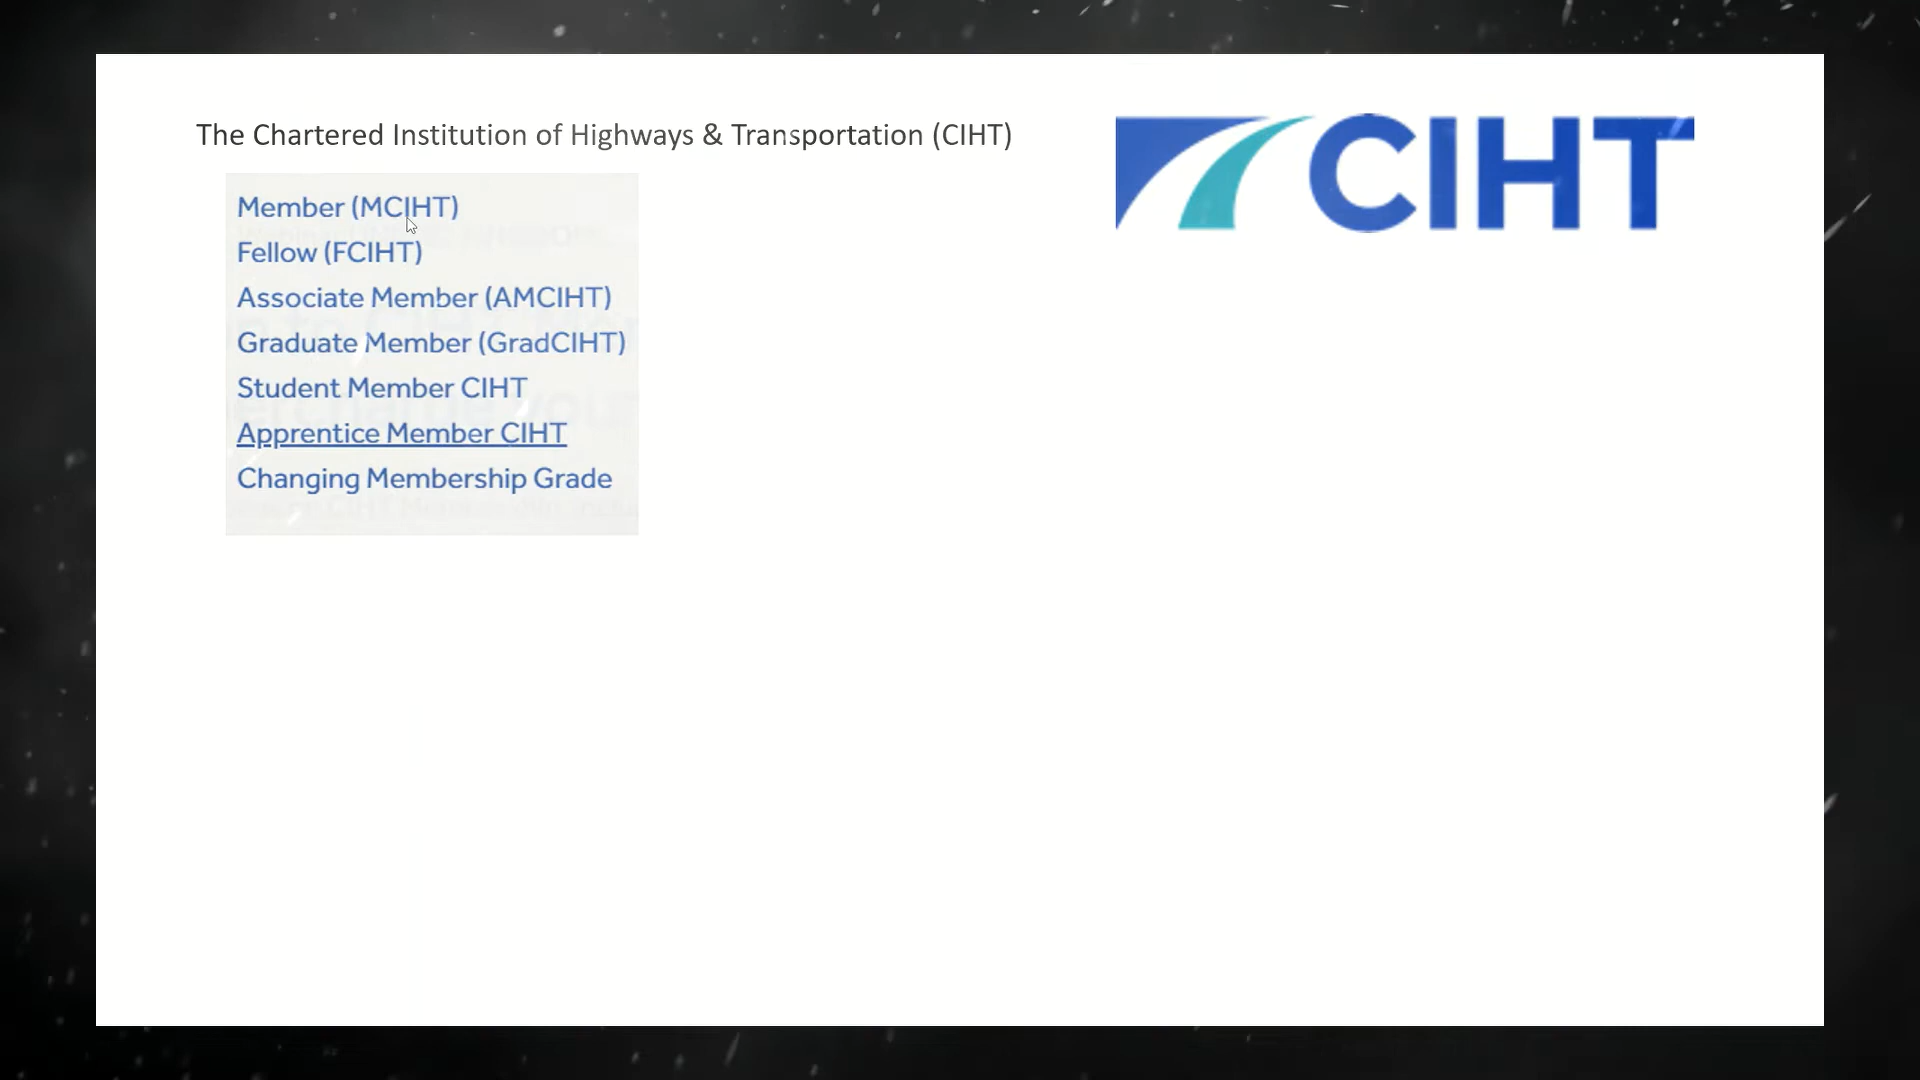 The Chartered Institution of Highways & Transportation (CIHT)
CIHT
Member (MCIHT)
Fellow (FCIHT)
Associate Member (AMCIHT)
Graduate Member (GradCIHT)
Student Member CIHT
Apprentice Member CIHT
Changing Membership Grade